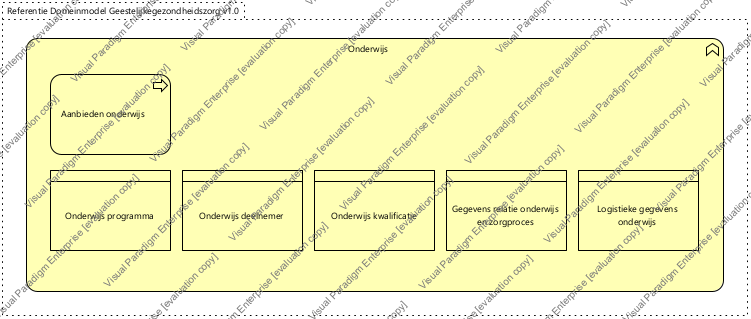 Referentie Domeinmodel Geestelijkegezondheidszorg v1.0
Onderwijs
Aanbieden onderwijs
Onderwijs programma
Onderwijs deelnemer
Onderwijs kwalificatie
Gegevens relatie onderwijs
en zorgproces
Logistieke gegevens
onderwijs
Visual Paradigm Enterprise [evaluation copy]